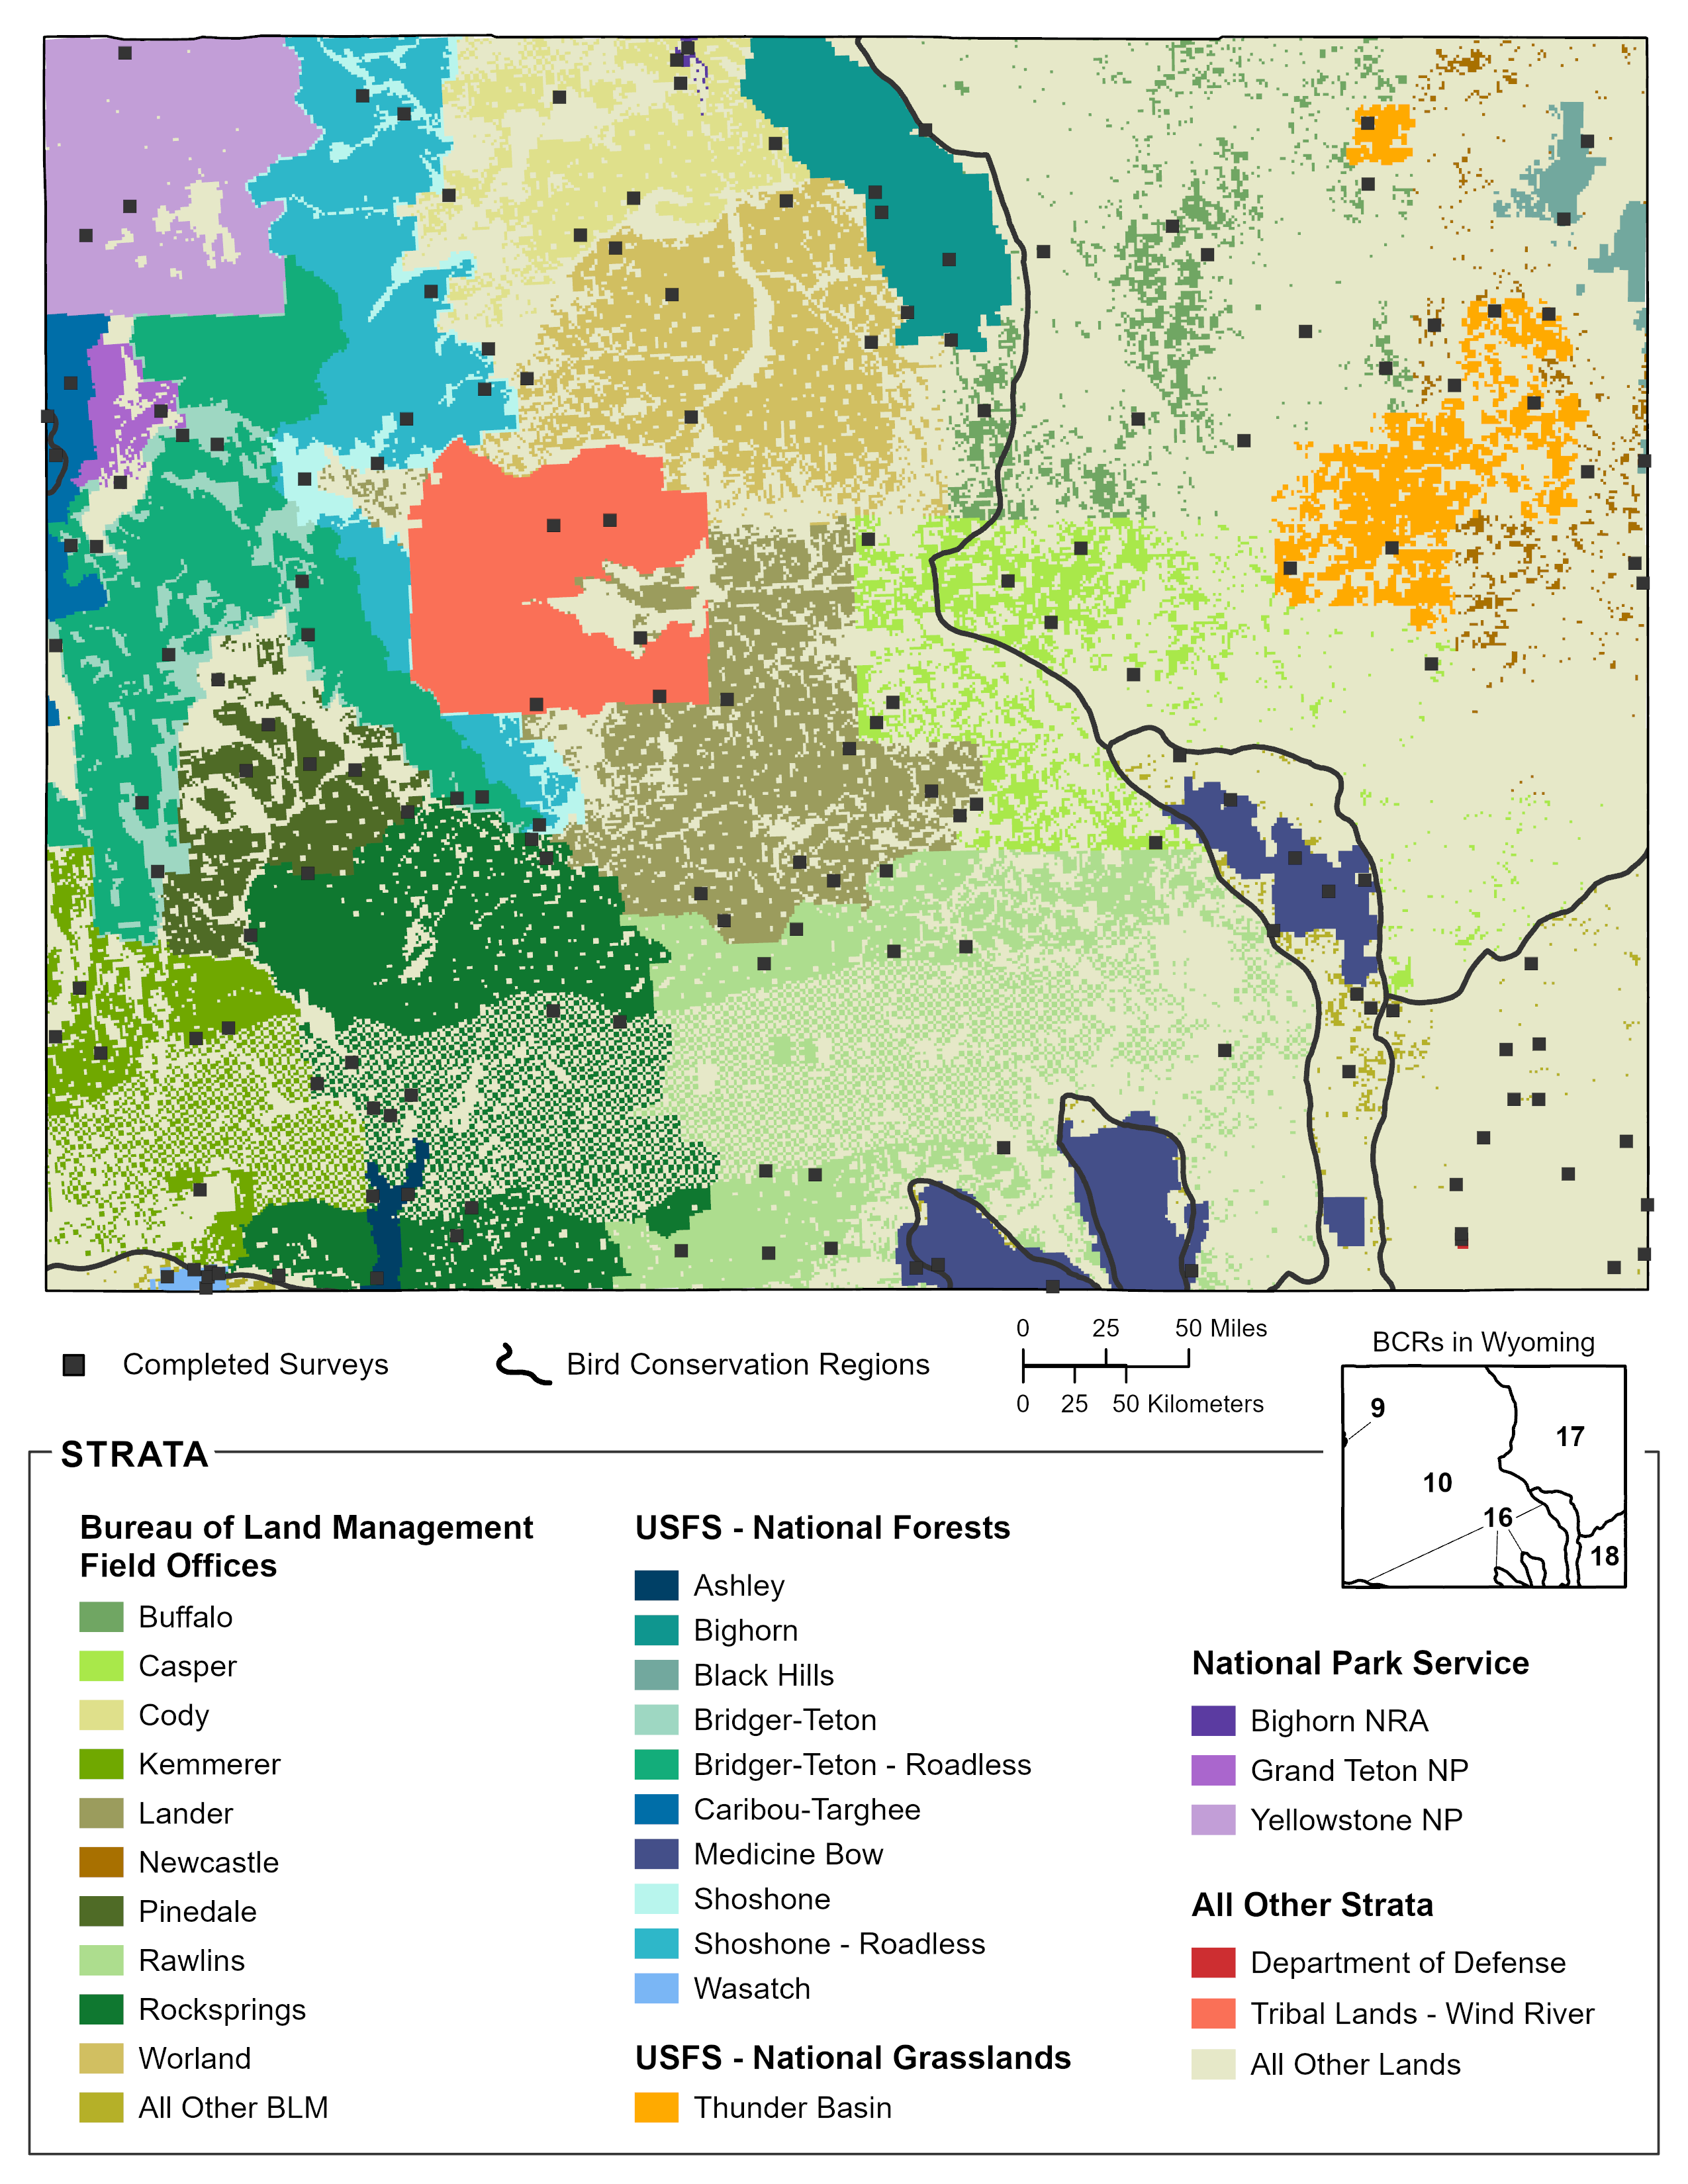 Completed Surveys
Bird Conservation Regions
0 25 50 Miles
0 25 50 Kilometers
BCRs in Wyoming
9
17
10
16
18
STRATA
Bureau of Land Management
Field Offices
Buffalo
Casper
Cody
Kemmerer
Lander
Newcastle
Pinedale
Rawlins
Rocksprings
Worland
All Other BLM
USFS - National Forests
Ashley
Bighorn
Black Hills
Bridger-Teton
Bridger-Teton - Roadless
Caribou-Targhee
Medicine Bow
Shoshone
Shoshone - Roadless
Wasatch
USFS - National Grasslands
Thunder Basin
National Park Service
Bighorn NRA
Grand Teton NP
Yellowstone NP
All Other Strata
Department of Defense
Tribal Lands - Wind River
All Other Lands